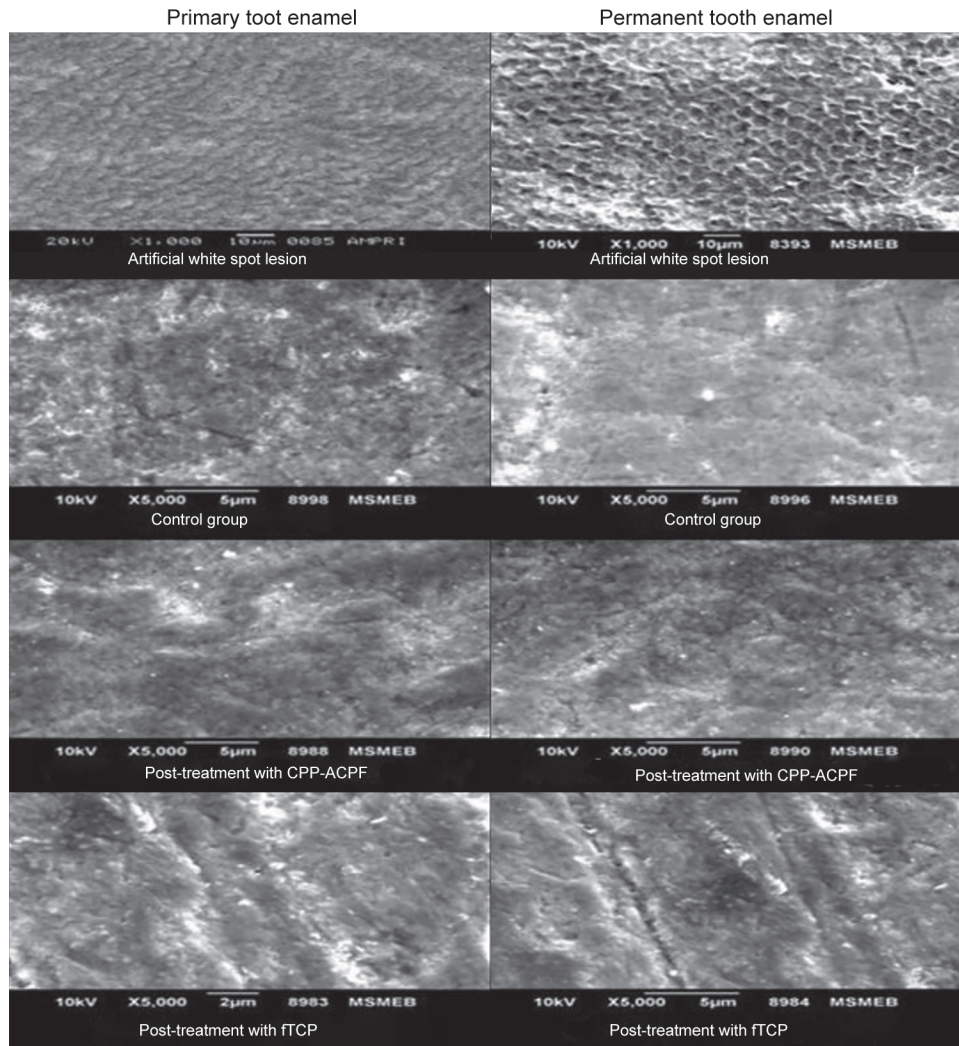 Primary toot enamel Permanent tooth enamel
20kV X1,000 10µm 0085 AMPRI 10kV X1,000 10µm 8393 MSMEB
Artificial white spot lesion Artificial white spot lesion
10kV X5,000 5µm 8998 MSMEB 10kV X5,000 5µm 8996 MSMEB
Control group Control group
10kV X5,000 5µm 8988 MSMEB 10kV X5,000 5µm 8990 MSMEB
Post-treatment with CPP-ACPF Post-treatment with CPP-ACPF
10kV X5,000 2µm 8983 MSMEB 10kV X5,000 5µm 8984 MSMEB
Post-treatment with fTCP Post-treatment with fTCP